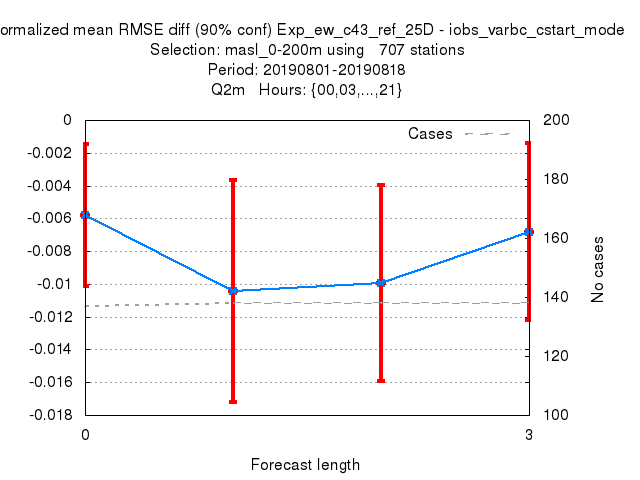 ormalized mean RMSE diff (90% conf) Exp_ew_c43_ref_25D - iobs_varbc_cstart_mode
Selection: masl_0-200m using 707 stations
Period: 20190801-20190818
Q2m Hours: {00,03,...,21}
Cases
0
-0.002
-0.004
-0.006
-0.008
-0.01
-0.012
-0.014
-0.016
-0.018
200
180
160
140
120
100
No cases
0 3
Forecast length